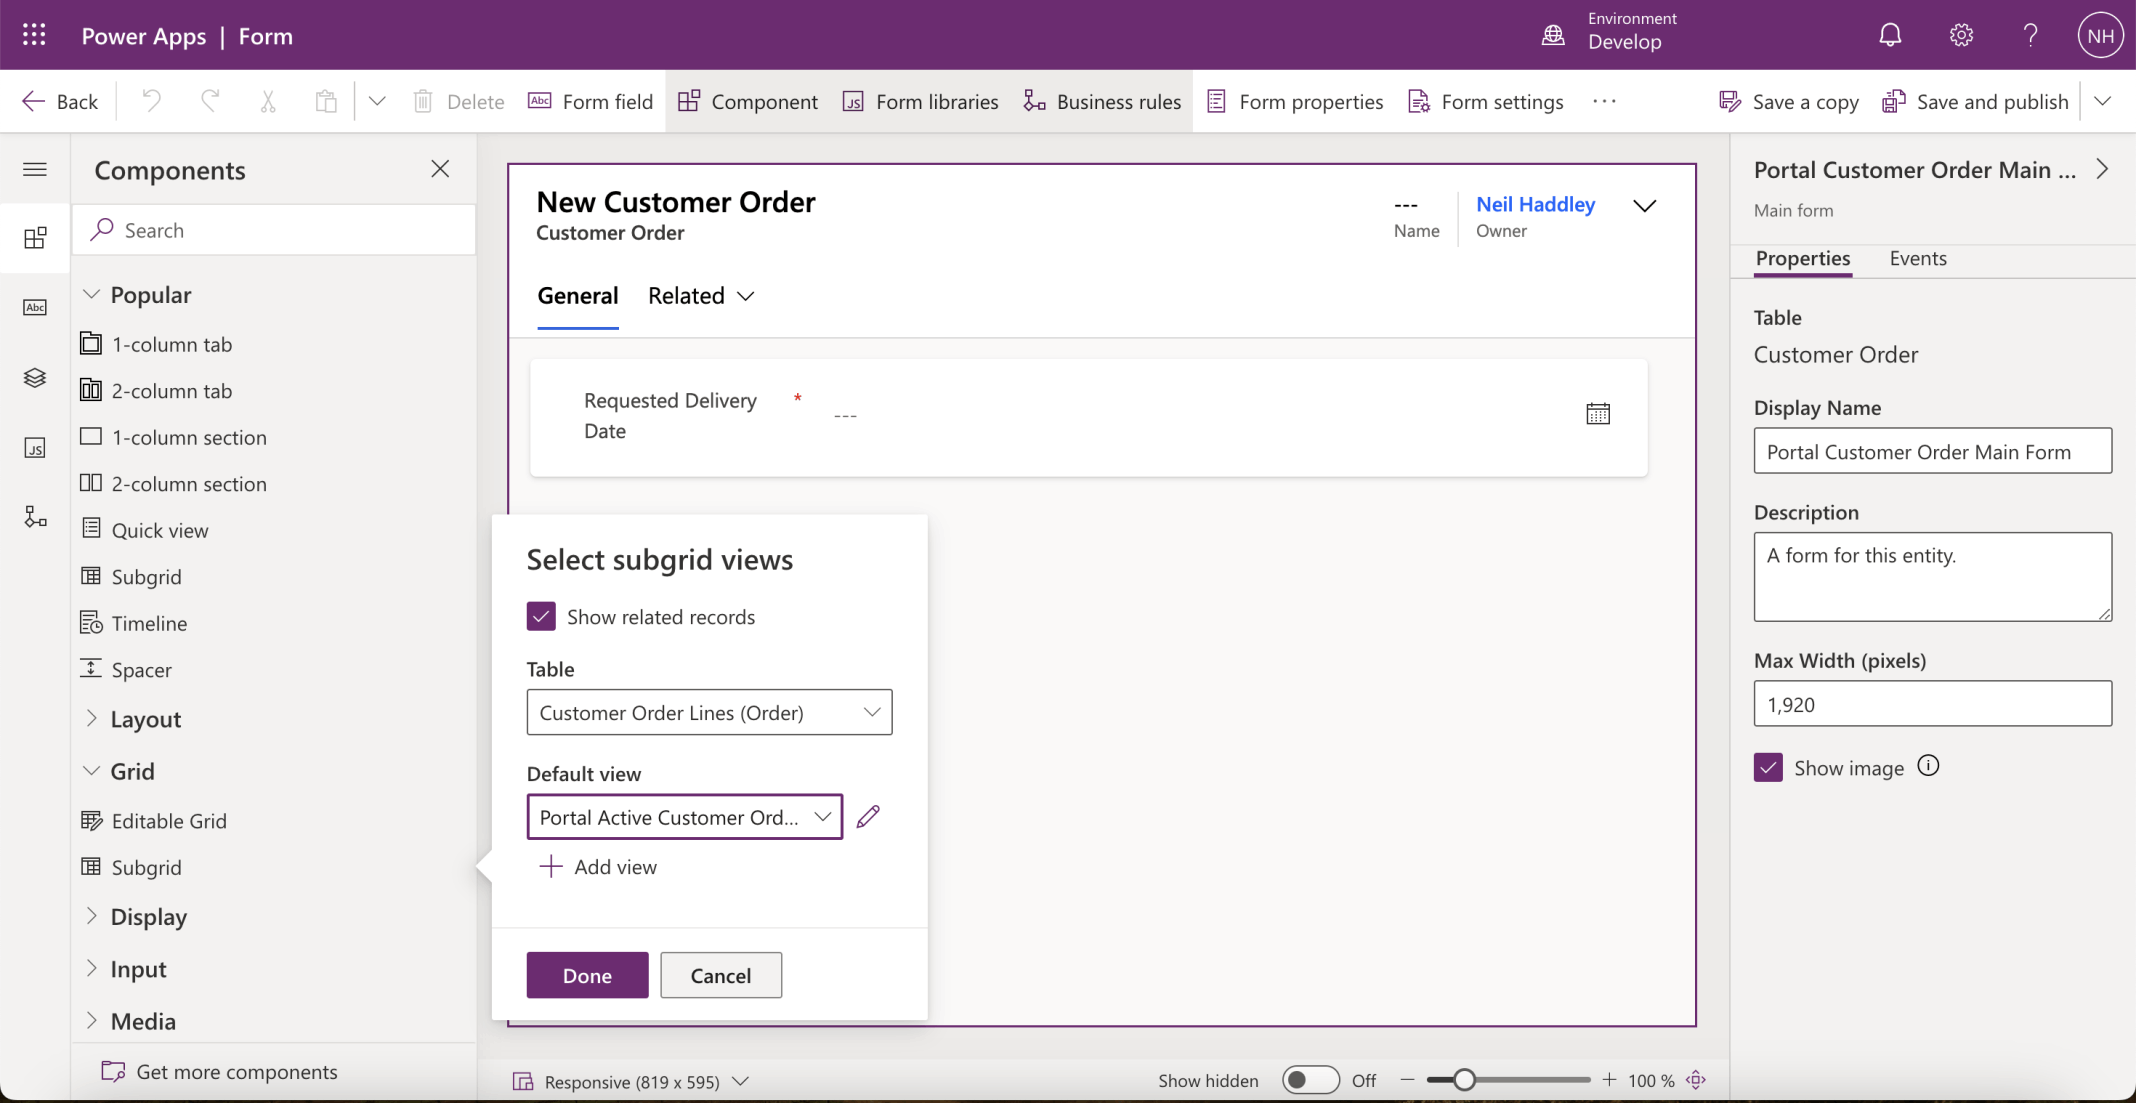 Power Apps | Form
Environment
Develop
NH
Back
Delete
Abc Form field
Component
JS Form libraries
Business rules
Form properties
Form settings
Save a copy
Save and publish
Components
Search
Popular
1-column tab
2-column tab
1-column section
2-column section
Quick view
Subgrid
Timeline
Spacer
Layout
Grid
Editable Grid
Subgrid
Display
Input
Media
Get more components
Abc
JS
New Customer Order
Customer Order
---
Name
Neil Haddley
Owner
General
Related
Requested Delivery
Date
*
---
Select subgrid views
Show related records
Table
Customer Order Lines (Order)
Default view
Portal Active Customer Ord...
Add view
Done
Cancel
Responsive (819 x 595)
Show hidden
Off
100 %
Portal Customer Order Main ...
Main form
Properties
Events
Table
Customer Order
Display Name
Portal Customer Order Main Form
Description
A form for this entity.
Max Width (pixels)
1,920
Show image